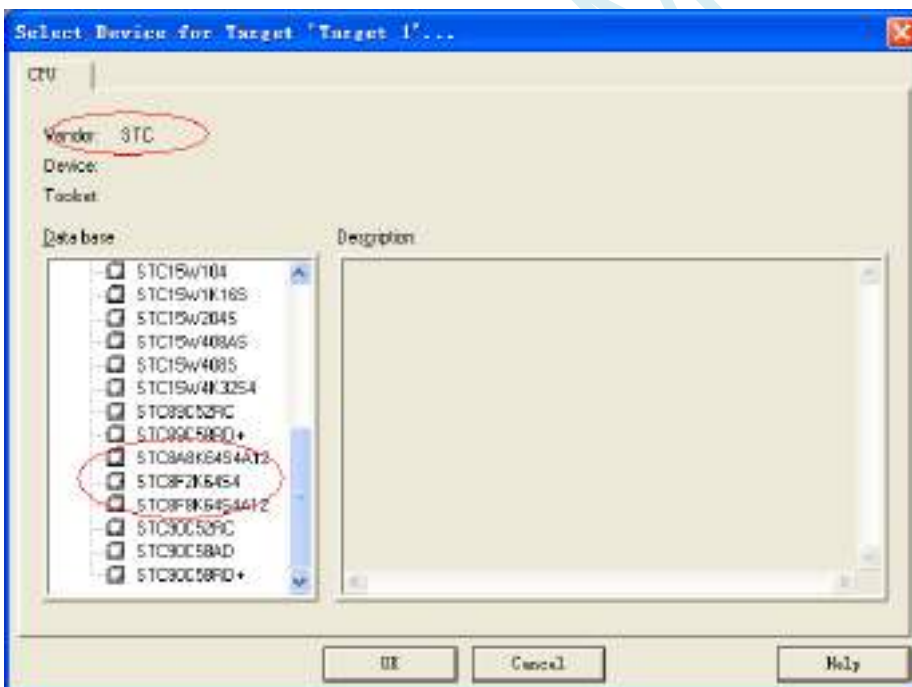 Select Device for Target 'Target 1'...
CPU
Vendor: STC
Device:
Toolset:
Data base
Description:
STC15W104
STC15W1K16S
STC15W204S
STC15W408AS
STC15W408S
STC15W4K32S4
STC89C52RC
STC89C58RD+
STC8A8K64S4A12
STC8F2K64S4
STC8F8K64S4A12
STC90C52RC
STC90C58AD
STC90C58RD+
OK
Cancel
Help